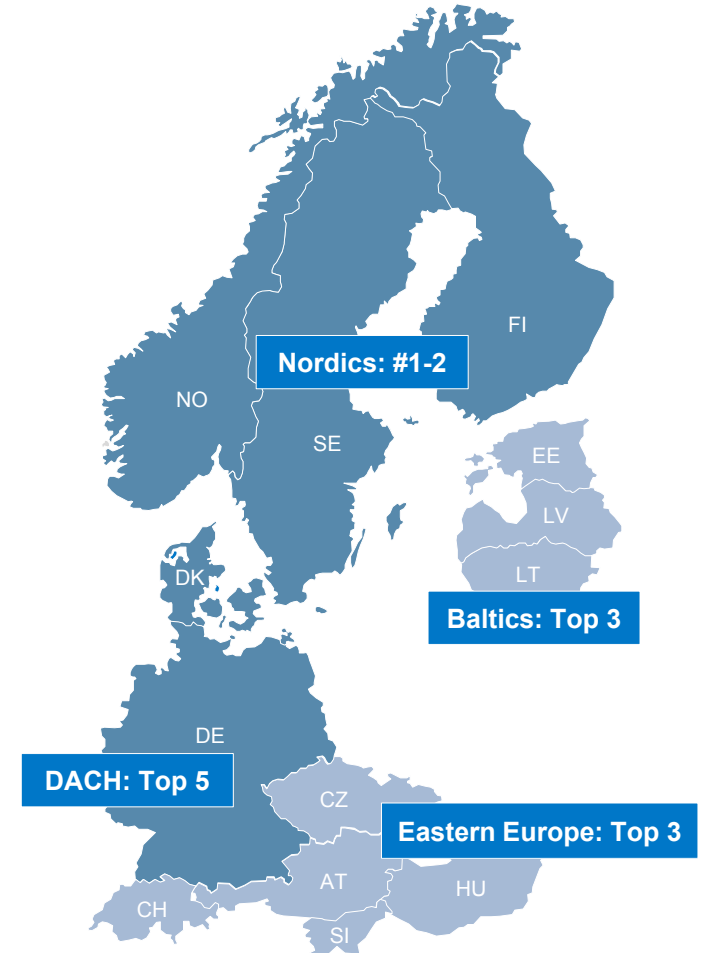 FI
Nordics: #1-2
NO
SE
EE
LV
LT
DK
Baltics: Top 3
DE
DACH: Top 5
CZ
Eastern Europe: Top 3
AT
HU
CH
SI